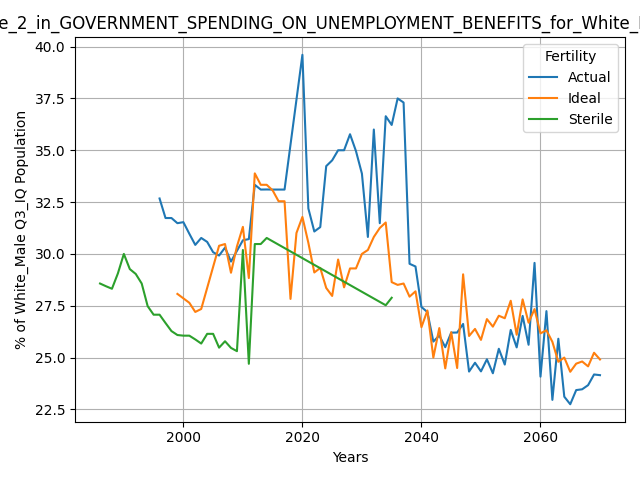 e_2_in_GOVERNMENT_SPENDING_ON_UNEMPLOYMENT_BENEFITS_for_White_
40.0
37.5
35.0
32.5
30.0
27.5
25.0
22.5
% of White_Male Q3_IQ Population
Fertility
Actual
Ideal
Sterile
2000
2020
2040
2060
Years